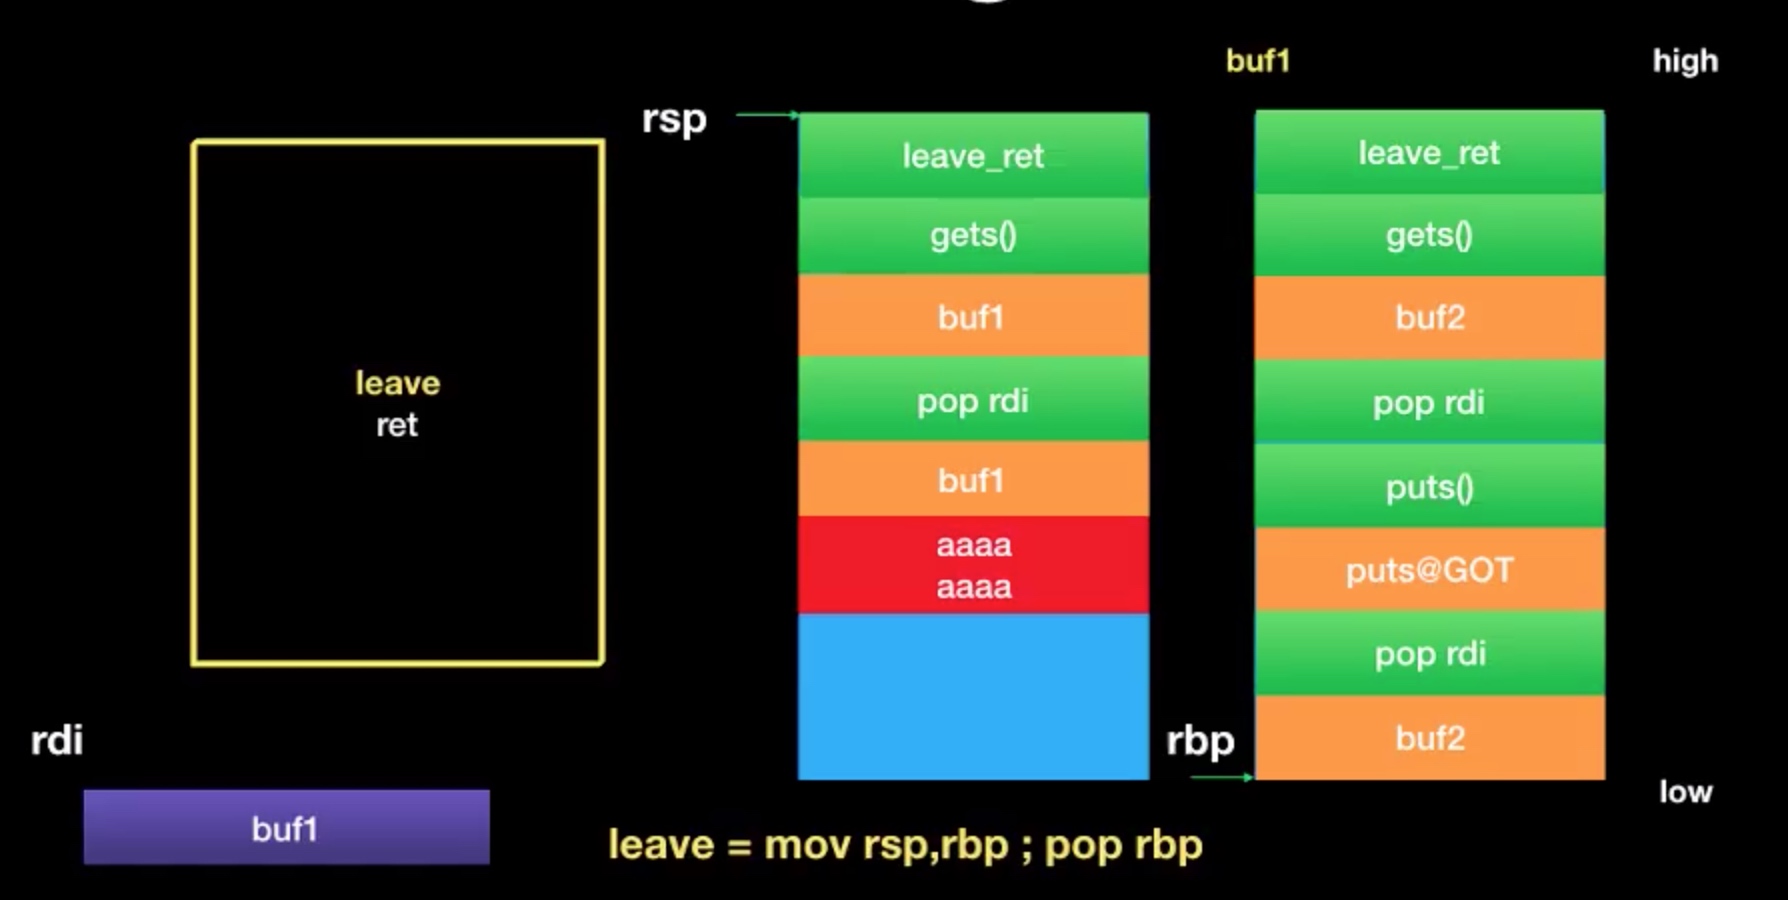 buf1
high
rsp
leave_ret
gets()
buf1
pop rdi
buf1
aaaa
aaaa
leave_ret
gets()
buf2
pop rdi
puts()
puts@GOT
pop rdi
buf2
leave
ret
rbp
low
rdi
buf1
leave = mov rsp,rbp ; pop rbp